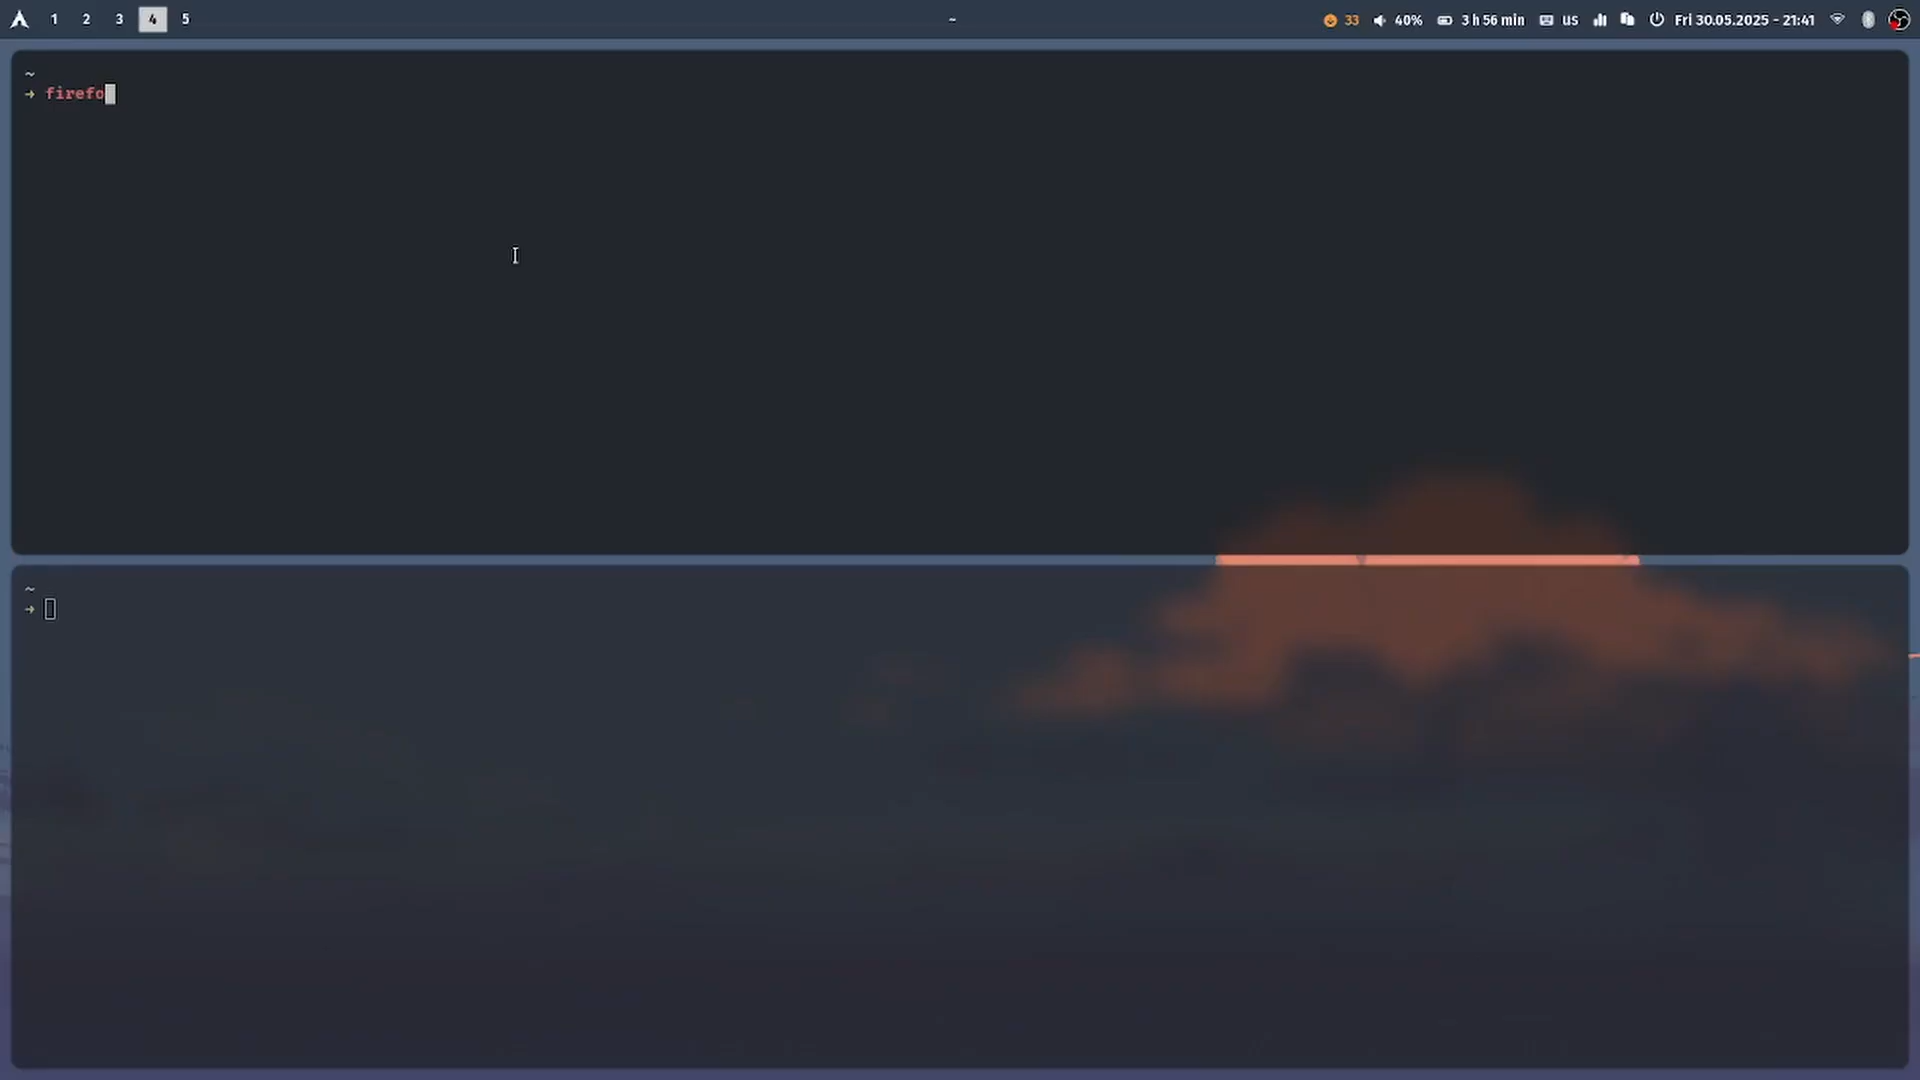 1 2 3 4 5 ~ 33 40% 3 h 56 min us Fri 30.05.2025 - 21:41
~
➜ firefo
~
➜